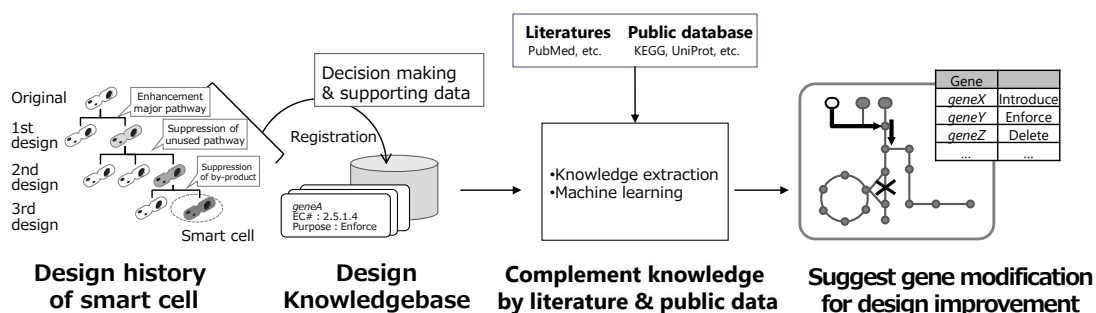 Original
1st
design
2nd
design
3rd
design
Enhancement
major pathway
Suppression of
unused pathway
Suppression
of by-product
Smart cell
Design history
of smart cell
Decision making
& supporting data
Registration
geneA
EC# : 2.5.1.4
Purpose : Enforce
Design
Knowledgebase
Literatures
PubMed, etc.
Public database
KEGG, UniProt, etc.
•Knowledge extraction
•Machine learning
Complement knowledge
by literature & public data
Gene
geneX Introduce
geneY Enforce
geneZ Delete
... ...
Suggest gene modification
for design improvement